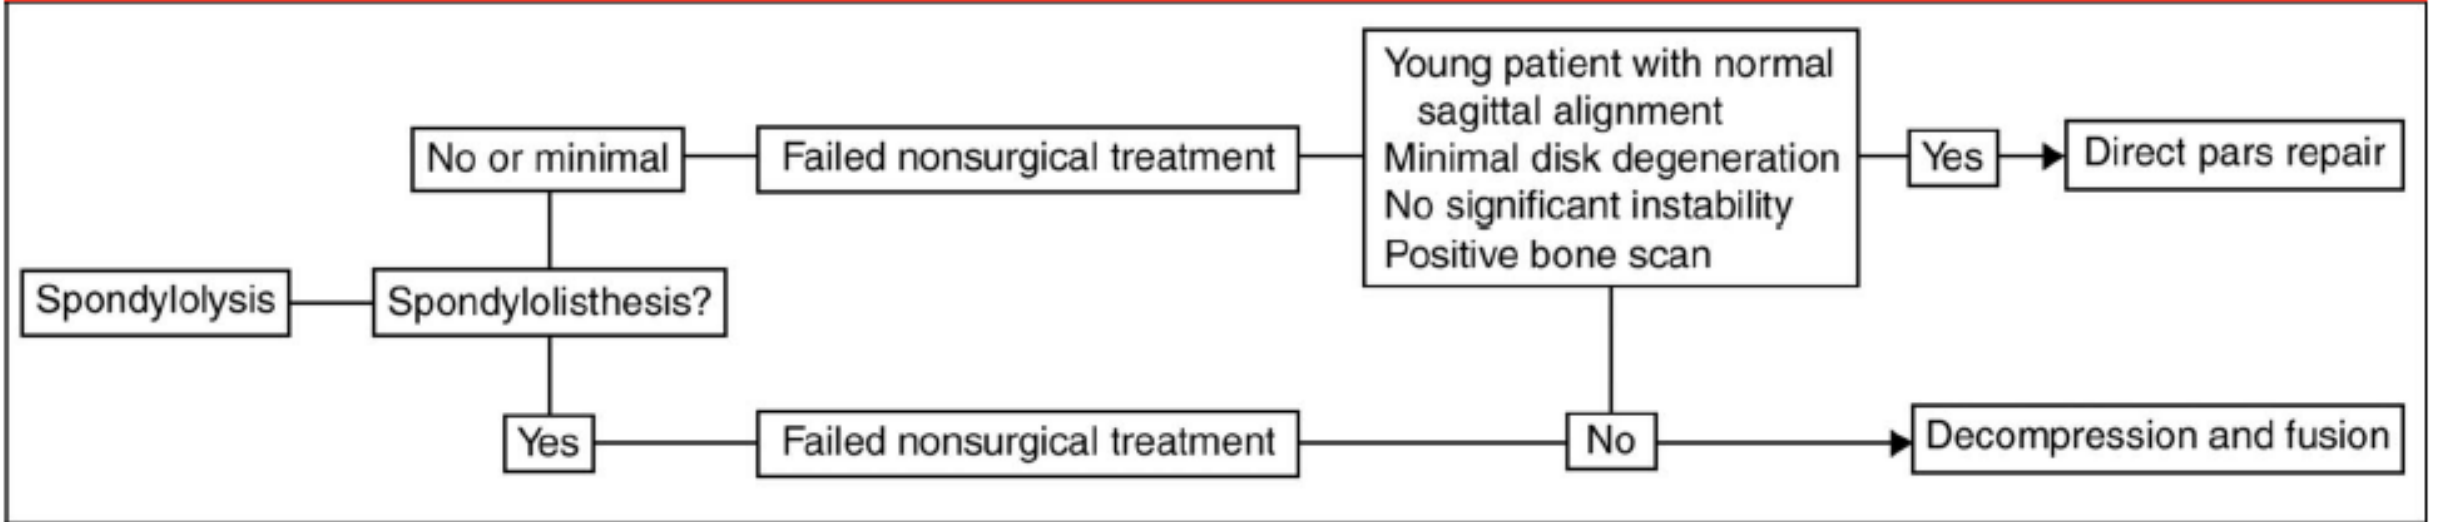 Young patient with normal
sagittal alignment
Minimal disk degeneration
No significant instability
Positive bone scan
No or minimal
Failed nonsurgical treatment
Yes
Direct pars repair
Spondylolysis
Spondylolisthesis?
Yes
Failed nonsurgical treatment
No
Decompression and fusion